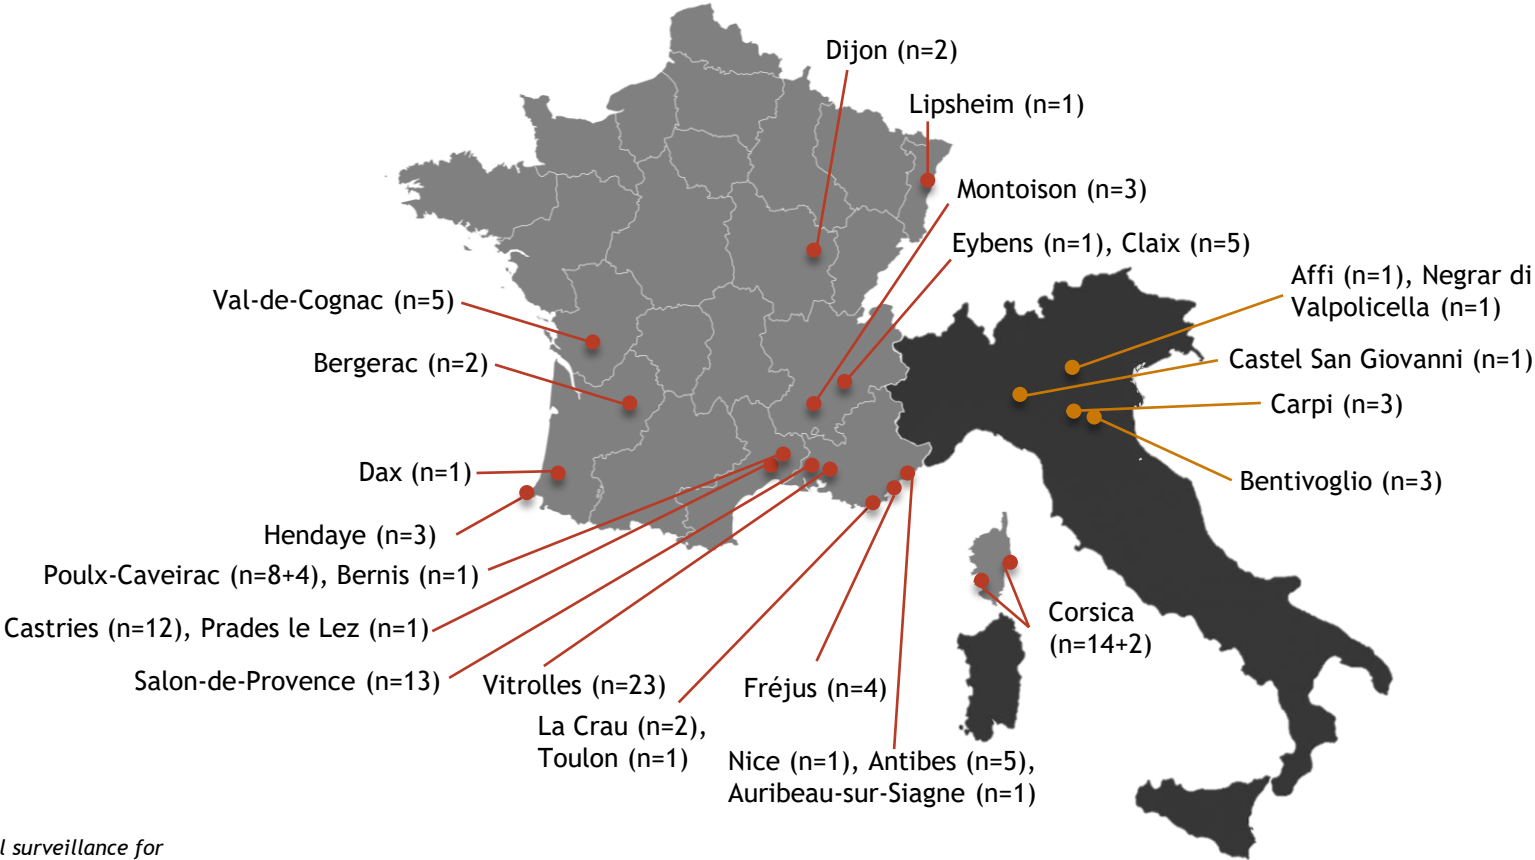 Dijon (n=2)
Lipsheim (n=1)
Montoison (n=3)
Eybens (n=1), Claix (n=5)
Affi (n=1), Negrar di
Valpolicella (n=1)
Val-de-Cognac (n=5)
Castel San Giovanni (n=1)
Bergerac (n=2)
Carpi (n=3)
Dax (n=1)
Bentivoglio (n=3)
Hendaye (n=3)
Poulx-Caveirac (n=8+4), Bernis (n=1)
Castries (n=12), Prades le Lez (n=1)
Corsica
(n=14+2)
Salon-de-Provence (n=13)
Vitrolles (n=23)
Fréjus (n=4)
La Crau (n=2),
Toulon (n=1)
Nice (n=1), Antibes (n=5),
Auribeau-sur-Siagne (n=1)
l surveillance for